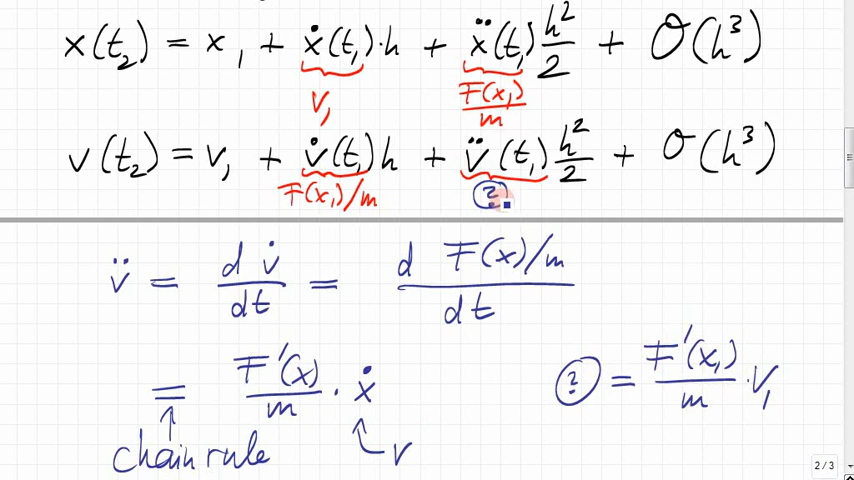 x(t₂) = x₁ + ẋ(t₁)·h + ẍ(t₁) h²/2 + O(h³)
v₁
F(x₁)/m
v(t₂) = v₁ + v̇(t₁)h + v̈(t₁) h²/2 + O(h³)
F(x₁)/m
?
v̈ = d v̇/dt = d F(x)/m / dt
= F'(x)/m · ẋ
? = F'(x₁)/m · v₁
chain rule
v
2 / 3